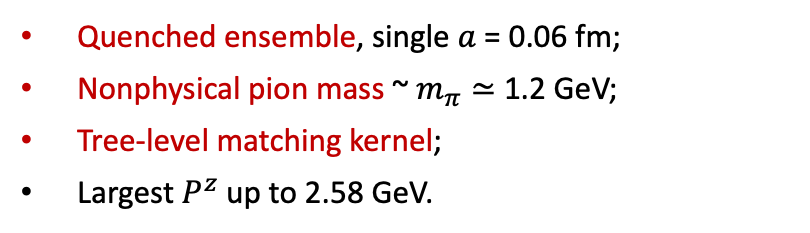 • Quenched ensemble, single a = 0.06 fm;
• Nonphysical pion mass ~ mπ ≃ 1.2 GeV;
• Tree-level matching kernel;
• Largest Pᶻ up to 2.58 GeV.